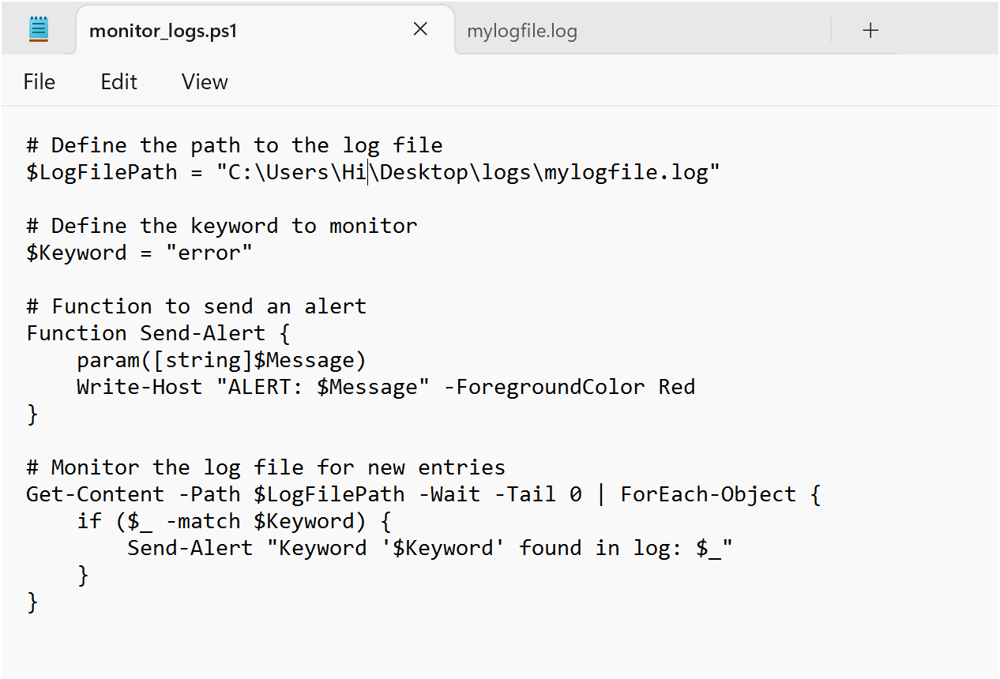 monitor_logs.ps1
mylogfile.log
File Edit View
# Define the path to the log file
$LogFilePath = "C:\Users\Hi\Desktop\logs\mylogfile.log"

# Define the keyword to monitor
$Keyword = "error"

# Function to send an alert
Function Send-Alert {
    param([string]$Message)
    Write-Host "ALERT: $Message" -ForegroundColor Red
}

# Monitor the log file for new entries
Get-Content -Path $LogFilePath -Wait -Tail 0 | ForEach-Object {
    if ($_ -match $Keyword) {
        Send-Alert "Keyword '$Keyword' found in log: $_"
    }
}